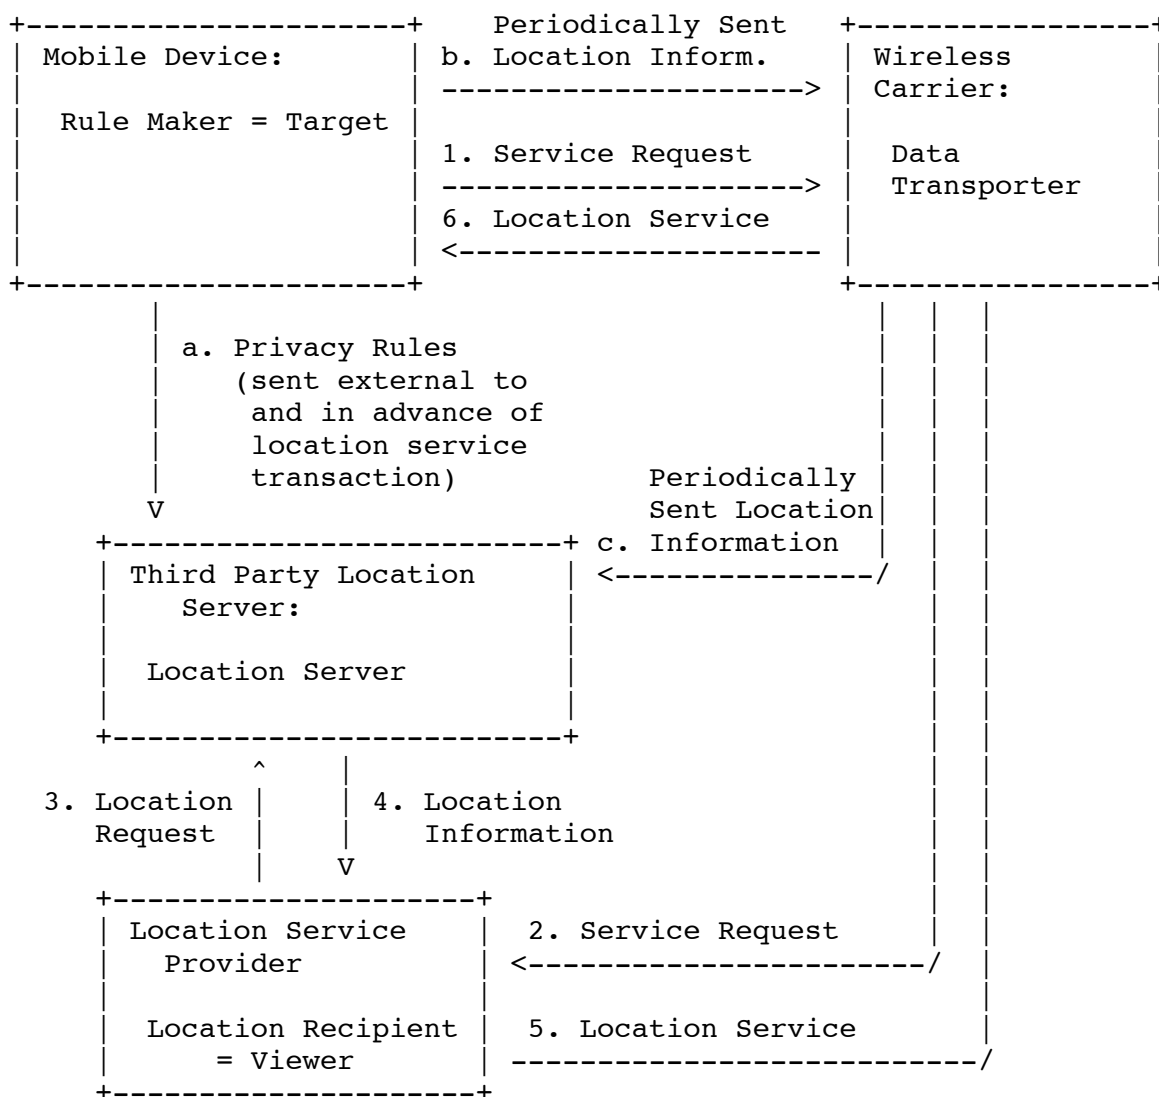 Periodically Sent
Mobile Device: b. Location Inform. Wireless
Carrier:
Rule Maker = Target
1. Service Request Data
Transporter
6. Location Service
a. Privacy Rules
(sent external to
and in advance of
location service
transaction) Periodically
Sent Location
c. Information
Third Party Location
Server:
Location Server
3. Location 4. Location
Request Information
Location Service 2. Service Request
Provider
Location Recipient 5. Location Service
= Viewer